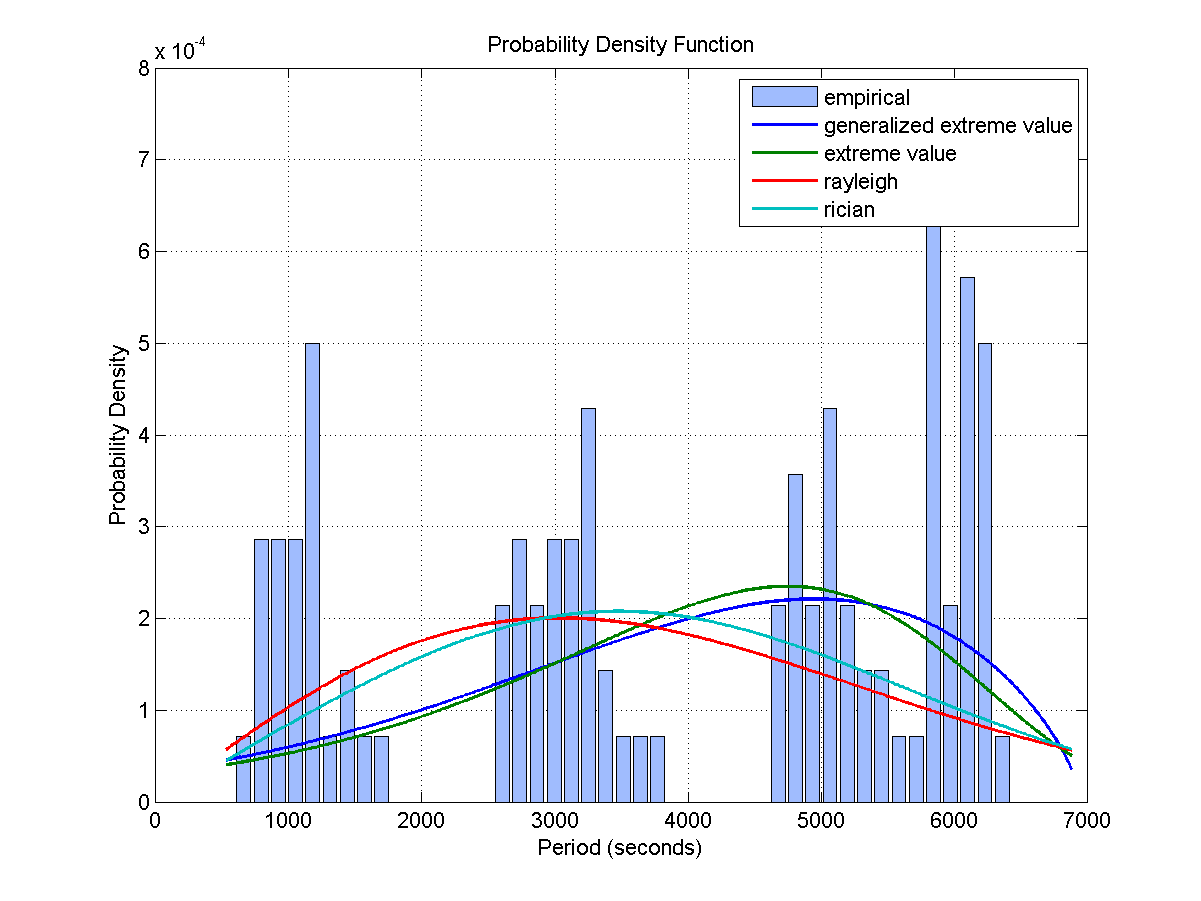 Probability Density Function
x 10-4
8
7
6
5
4
3
2
1
0
Probability Density
empirical
generalized extreme value
extreme value
rayleigh
rician
0 1000 2000 3000 4000 5000 6000 7000
Period (seconds)